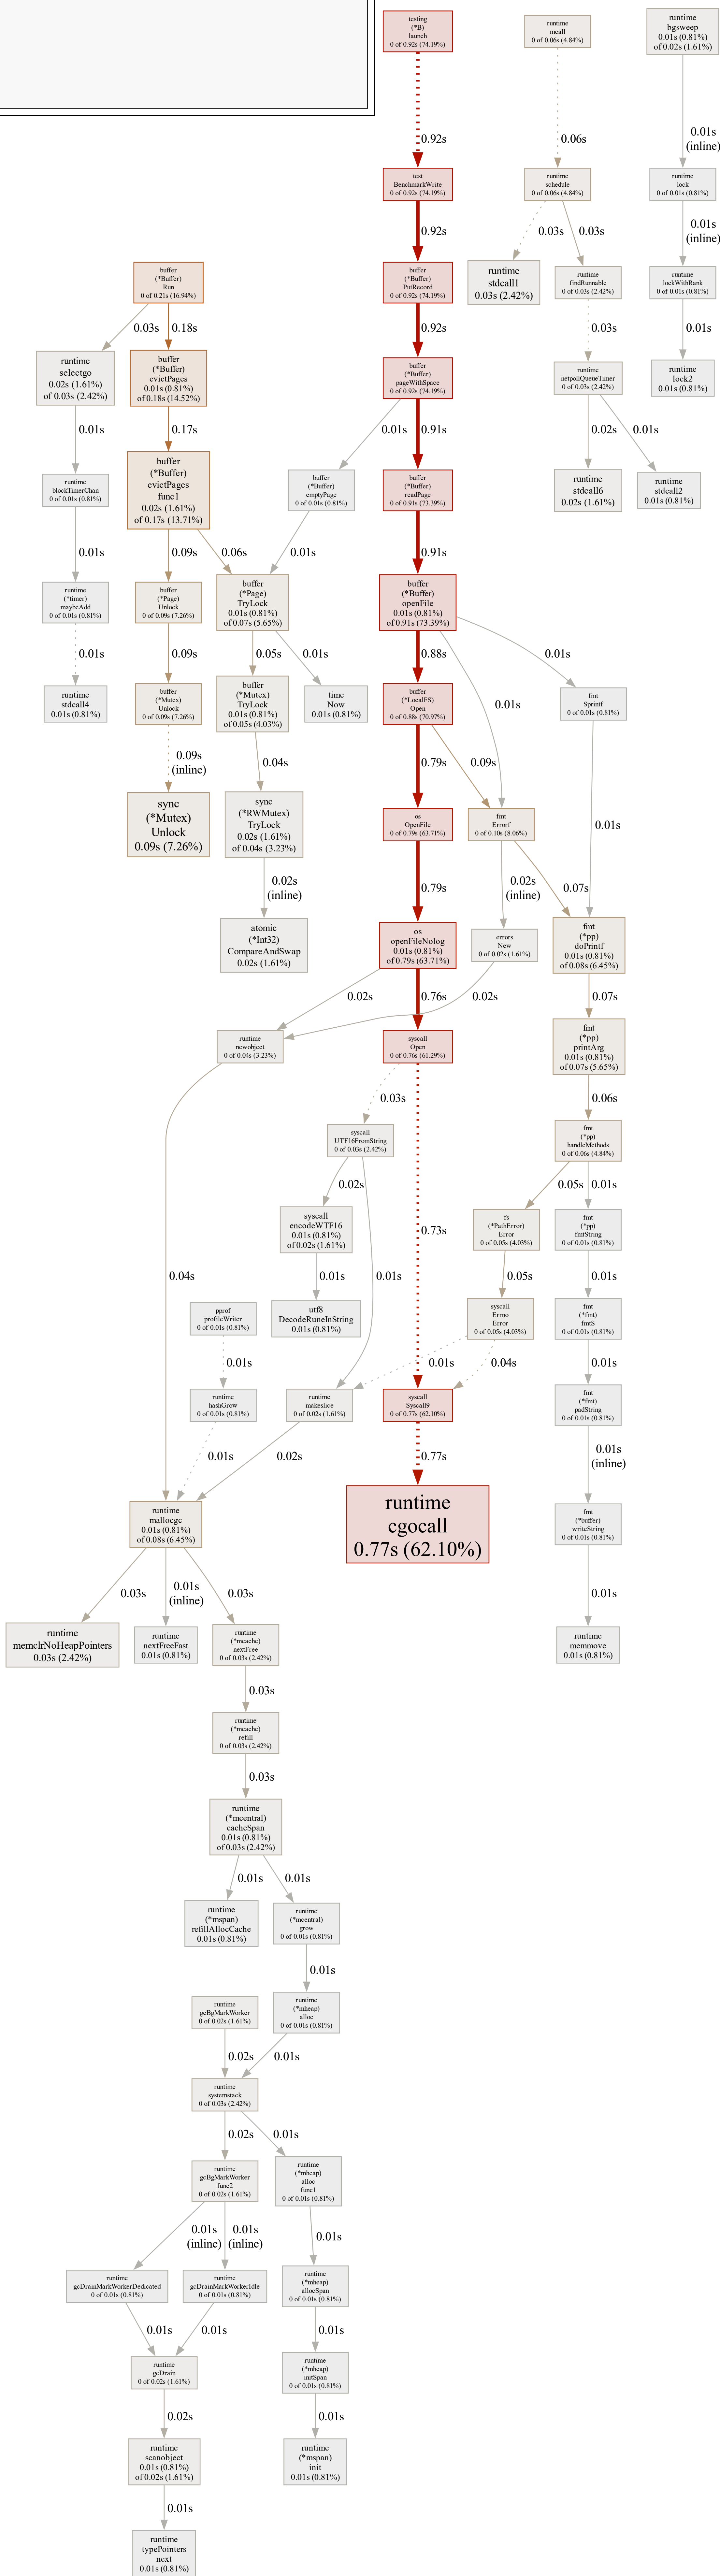 testing
(*B)
launch
0 of 0.92s (74.19%)
runtime
mcall
0 of 0.06s (4.84%)
runtime
bgsweep
0.01s (0.81%)
of 0.02s (1.61%)
0.92s
0.06s
0.01s
(inline)
test
BenchmarkWrite
0 of 0.92s (74.19%)
runtime
schedule
0 of 0.06s (4.84%)
runtime
lock
0 of 0.01s (0.81%)
0.92s
0.03s
0.03s
0.01s
(inline)
buffer
(*Buffer)
Run
0 of 0.21s (16.94%)
buffer
(*Buffer)
PutRecord
0 of 0.92s (74.19%)
runtime
stdcall1
0.03s (2.42%)
runtime
findRunnable
0 of 0.03s (2.42%)
runtime
lockWithRank
0 of 0.01s (0.81%)
0.03s
0.18s
0.92s
0.03s
0.01s
runtime
selectgo
0.02s (1.61%)
of 0.03s (2.42%)
buffer
(*Buffer)
evictPages
0.01s (0.81%)
of 0.18s (14.52%)
buffer
(*Buffer)
pageWithSpace
0 of 0.92s (74.19%)
runtime
netpollQueueTimer
0 of 0.03s (2.42%)
runtime
lock2
0.01s (0.81%)
0.01s
0.17s
0.01s
0.91s
0.02s
0.01s
runtime
blockTimerChan
0 of 0.01s (0.81%)
buffer
(*Buffer)
evictPages
func1
0.02s (1.61%)
of 0.17s (13.71%)
buffer
(*Buffer)
emptyPage
0 of 0.01s (0.81%)
buffer
(*Buffer)
readPage
0 of 0.91s (73.39%)
runtime
stdcall6
0.02s (1.61%)
runtime
stdcall2
0.01s (0.81%)
0.01s
0.09s
0.06s
0.01s
0.91s
runtime
(*timer)
maybeAdd
0 of 0.01s (0.81%)
buffer
(*Page)
Unlock
0 of 0.09s (7.26%)
buffer
(*Page)
TryLock
0.01s (0.81%)
of 0.07s (5.65%)
buffer
(*Buffer)
openFile
0.01s (0.81%)
of 0.91s (73.39%)
0.01s
0.09s
0.05s
0.01s
0.88s
0.01s
0.01s
runtime
stdcall4
0.01s (0.81%)
buffer
(*Mutex)
Unlock
0 of 0.09s (7.26%)
buffer
(*Mutex)
TryLock
0.01s (0.81%)
of 0.05s (4.03%)
time
Now
0.01s (0.81%)
buffer
(*LocalFS)
Open
0 of 0.88s (70.97%)
fmt
Sprintf
0 of 0.01s (0.81%)
0.09s
(inline)
0.04s
0.79s
0.09s
0.01s
sync
(*Mutex)
Unlock
0.09s (7.26%)
sync
(*RWMutex)
TryLock
0.02s (1.61%)
of 0.04s (3.23%)
os
OpenFile
0 of 0.79s (63.71%)
fmt
Errorf
0 of 0.10s (8.06%)
0.02s
(inline)
0.79s
0.02s
(inline)
0.07s
atomic
(*Int32)
CompareAndSwap
0.02s (1.61%)
os
openFileNolog
0.01s (0.81%)
of 0.79s (63.71%)
errors
New
0 of 0.02s (1.61%)
fmt
(*pp)
doPrintf
0.01s (0.81%)
of 0.08s (6.45%)
0.02s
0.76s
0.02s
0.07s
runtime
newobject
0 of 0.04s (3.23%)
syscall
Open
0 of 0.76s (61.29%)
fmt
(*pp)
printArg
0.01s (0.81%)
of 0.07s (5.65%)
0.03s
0.06s
syscall
UTF16FromString
0 of 0.03s (2.42%)
fmt
(*pp)
handleMethods
0 of 0.06s (4.84%)
0.02s
0.05s
0.01s
syscall
encodeWTF16
0.01s (0.81%)
of 0.02s (1.61%)
0.73s
fs
(*PathError)
Error
0 of 0.05s (4.03%)
fmt
(*pp)
fmtString
0 of 0.01s (0.81%)
0.04s
0.01s
0.01s
0.05s
0.01s
pprof
profileWriter
0 of 0.01s (0.81%)
utf8
DecodeRuneInString
0.01s (0.81%)
syscall
Errno
Error
0 of 0.05s (4.03%)
fmt
(*fmt)
fmtS
0 of 0.01s (0.81%)
0.01s
0.01s
0.04s
0.01s
runtime
hashGrow
0 of 0.01s (0.81%)
runtime
makeslice
0 of 0.02s (1.61%)
syscall
Syscall9
0 of 0.77s (62.10%)
fmt
(*fmt)
padString
0 of 0.01s (0.81%)
0.01s
0.02s
0.77s
0.01s
(inline)
runtime
mallocgc
0.01s (0.81%)
of 0.08s (6.45%)
runtime
cgocall
0.77s (62.10%)
fmt
(*buffer)
writeString
0 of 0.01s (0.81%)
0.03s
0.01s
(inline)
0.03s
0.01s
runtime
memclrNoHeapPointers
0.03s (2.42%)
runtime
nextFreeFast
0.01s (0.81%)
runtime
(*mcache)
nextFree
0 of 0.03s (2.42%)
runtime
memmove
0.01s (0.81%)
0.03s
runtime
(*mcache)
refill
0 of 0.03s (2.42%)
0.03s
runtime
(*mcentral)
cacheSpan
0.01s (0.81%)
of 0.03s (2.42%)
0.01s
0.01s
runtime
(*mspan)
refillAllocCache
0.01s (0.81%)
runtime
(*mcentral)
grow
0 of 0.01s (0.81%)
0.01s
runtime
gcBgMarkWorker
0 of 0.02s (1.61%)
runtime
(*mheap)
alloc
0 of 0.01s (0.81%)
0.02s
0.01s
runtime
systemstack
0 of 0.03s (2.42%)
0.02s
0.01s
runtime
gcBgMarkWorker
func2
0 of 0.02s (1.61%)
runtime
(*mheap)
alloc
func1
0 of 0.01s (0.81%)
0.01s
(inline)
0.01s
(inline)
0.01s
runtime
gcDrainMarkWorkerDedicated
0 of 0.01s (0.81%)
runtime
gcDrainMarkWorkerIdle
0 of 0.01s (0.81%)
runtime
(*mheap)
allocSpan
0 of 0.01s (0.81%)
0.01s
0.01s
0.01s
runtime
gcDrain
0 of 0.02s (1.61%)
runtime
(*mheap)
initSpan
0 of 0.01s (0.81%)
0.02s
0.01s
runtime
scanobject
0.01s (0.81%)
of 0.02s (1.61%)
runtime
(*mspan)
init
0.01s (0.81%)
0.01s
runtime
typePointers
next
0.01s (0.81%)